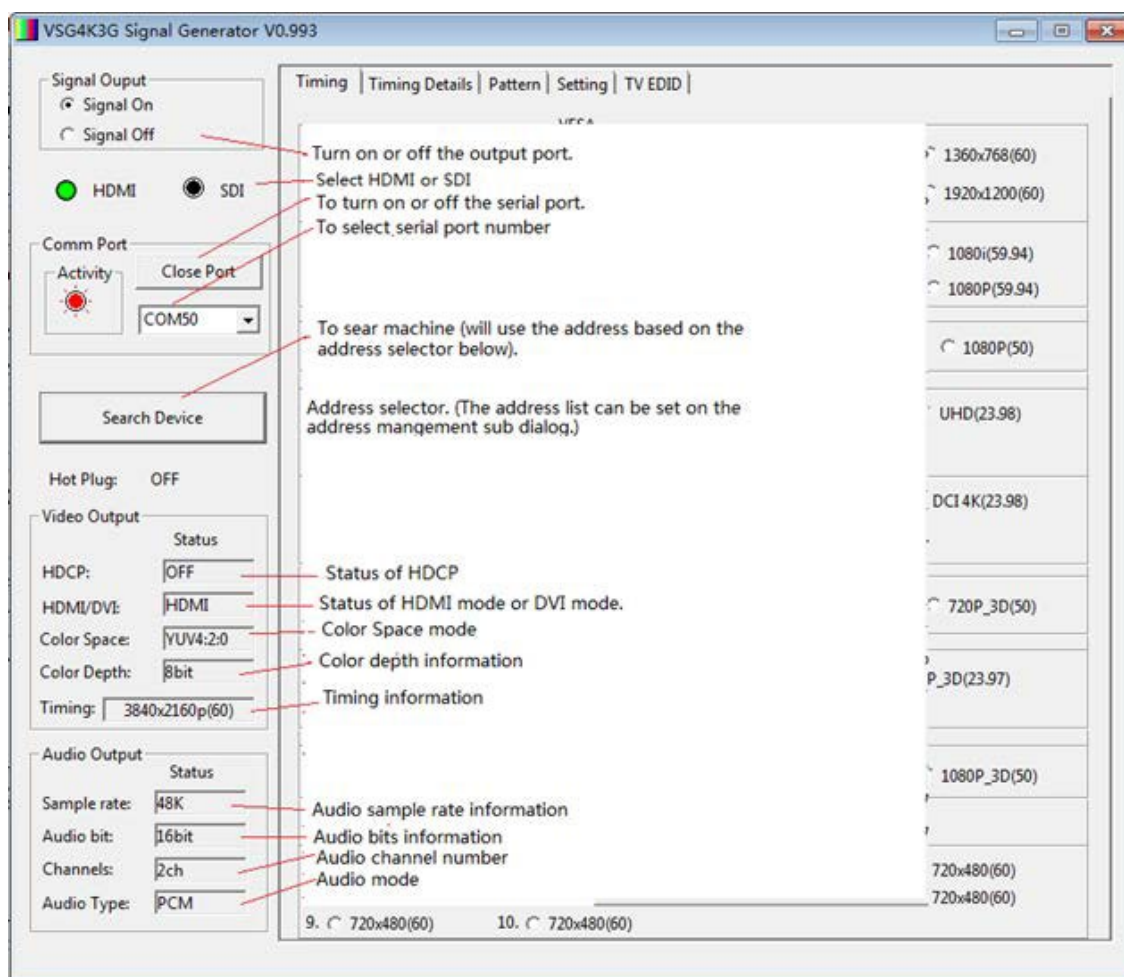 VSG4K3G Signal Generator V0.993
Signal Ouput
Signal On
Signal Off
HDMI SDI
Comm Port
Activity
Close Port
COM50
Search Device
Hot Plug: OFF
Video Output
Status
HDCP: OFF
HDMI/DVI: HDMI
Color Space: YUV4:2:0
Color Depth: 8bit
Timing: 3840x2160p(60)
Audio Output
Status
Sample rate: 48K
Audio bit: 16bit
Channels: 2ch
Audio Type: PCM
Timing Timing Details Pattern Setting TV EDID
Turn on or off the output port.
Select HDMI or SDI
To turn on or off the serial port.
To select serial port number
To sear machine (will use the address based on the
address selector below).
Address selector. (The address list can be set on the
address mangement sub dialog.)
Status of HDCP
Status of HDMI mode or DVI mode.
Color Space mode
Color depth information
Timing information
Audio sample rate information
Audio bits information
Audio channel number
Audio mode
1360x768(60)
1920x1200(60)
1080i(59.94)
1080P(59.94)
1080P(50)
UHD(23.98)
DCI 4K(23.98)
720P_3D(50)
P_3D(23.97)
1080P_3D(50)
720x480(60)
720x480(60)
9. 720x480(60) 10. 720x480(60)